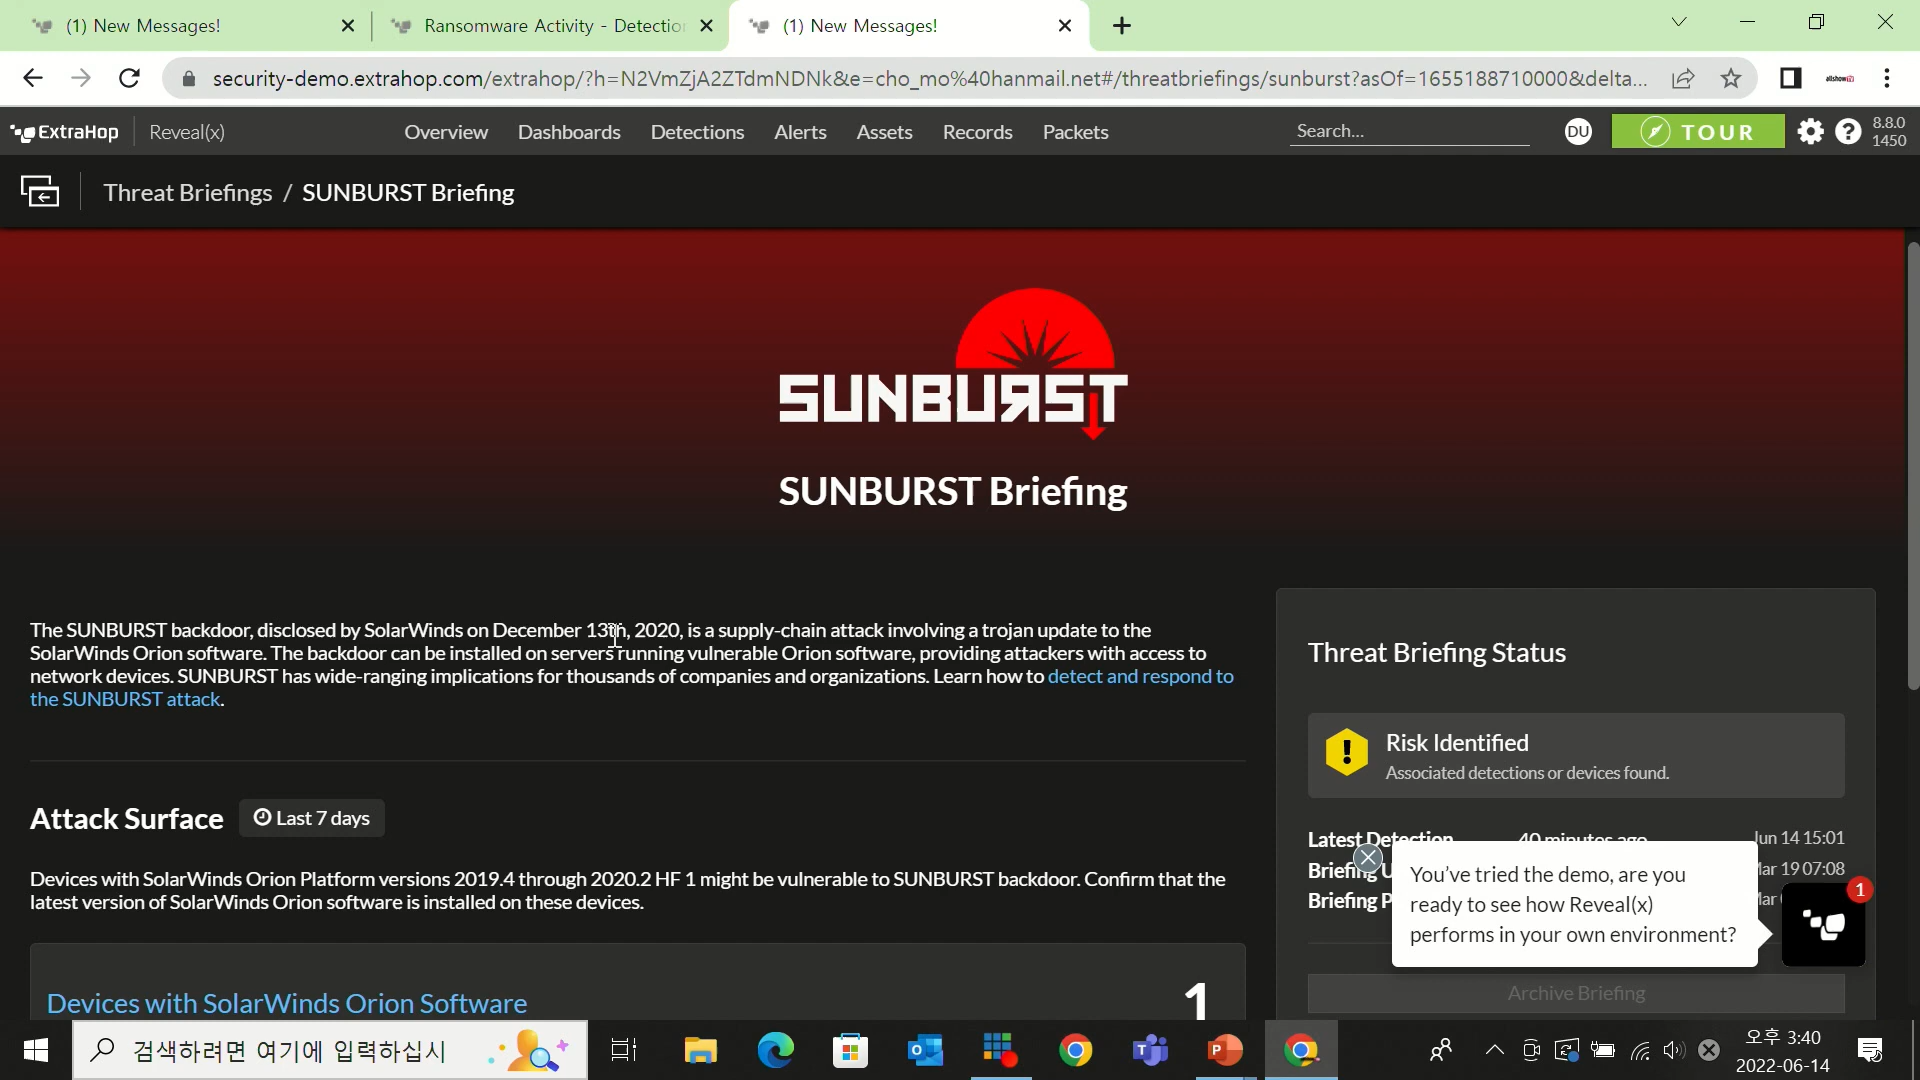 (1) New Messages!
Ransomware Activity - Detectio
(1) New Messages!
security-demo.extrahop.com/extrahop/?h=N2VmZjA2ZTdmNDNk&e=cho_mo%40hanmail.net#/threatbriefings/sunburst?asOf=1655188710000&delta...
ExtraHop Reveal(x)
Overview Dashboards Detections Alerts Assets Records Packets
Search...
DU
TOUR
8.8.0
1450
Threat Briefings / SUNBURST Briefing
SUNBURST
SUNBURST Briefing
The SUNBURST backdoor, disclosed by SolarWinds on December 13th, 2020, is a supply-chain attack involving a trojan update to the
SolarWinds Orion software. The backdoor can be installed on servers running vulnerable Orion software, providing attackers with access to
network devices. SUNBURST has wide-ranging implications for thousands of companies and organizations. Learn how to detect and respond to
the SUNBURST attack.
Attack Surface Last 7 days
Devices with SolarWinds Orion Platform versions 2019.4 through 2020.2 HF 1 might be vulnerable to SUNBURST backdoor. Confirm that the
latest version of SolarWinds Orion software is installed on these devices.
Devices with SolarWinds Orion Software 1
Threat Briefing Status
Risk Identified
Associated detections or devices found.
Latest Detection 40 minutes ago Jun 14 15:01
Briefing 19 07:08
Briefing
You've tried the demo, are you
ready to see how Reveal(x)
performs in your own environment?
1
Archive Briefing
검색하려면 여기에 입력하십시
오후 3:40
2022-06-14